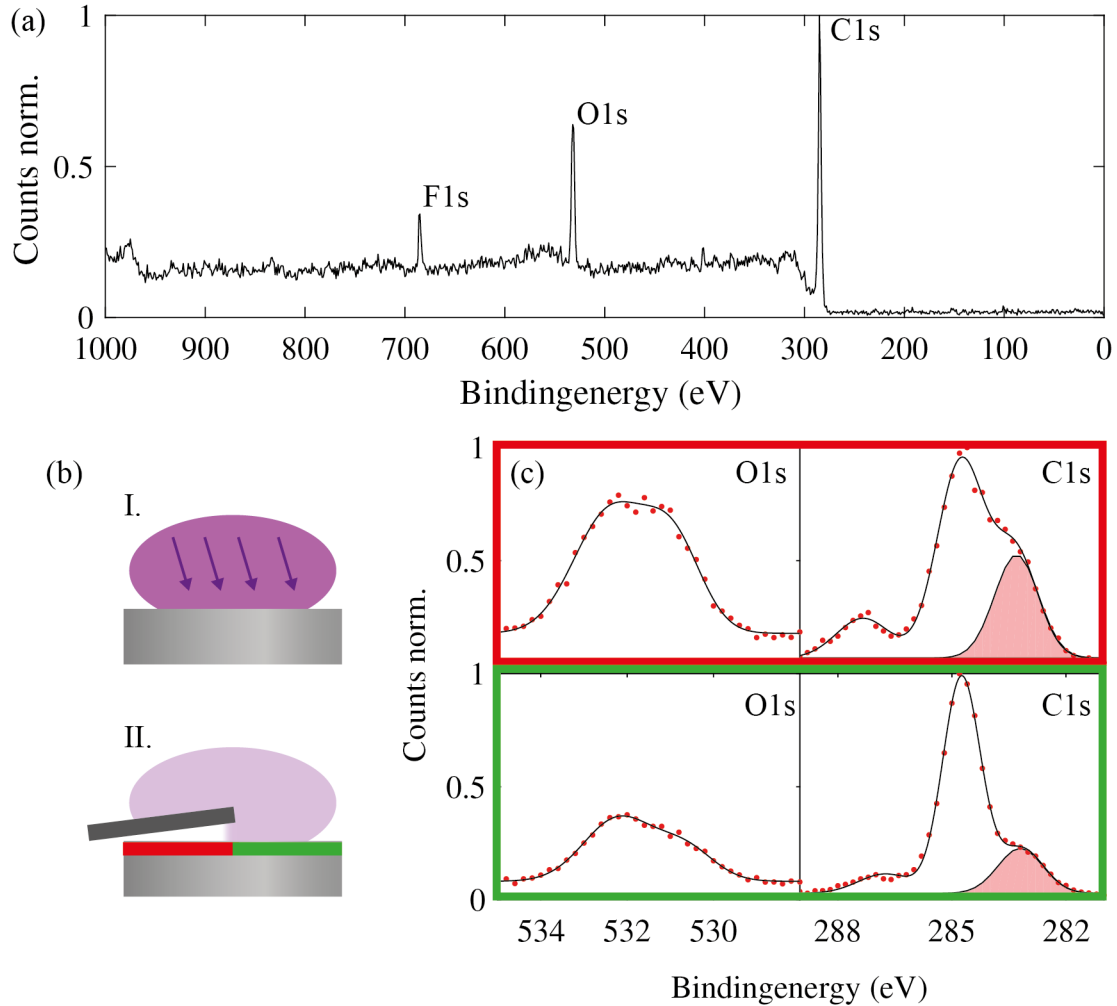 (a)
Counts norm.
1
0.5
0
C1s
O1s
F1s
1000 900 800 700 600 500 400 300 200 100 0
Bindingenergy (eV)
(b)
I.
II.
(c)
Counts norm.
1
0.5
O1s
C1s
1
0.5
0
O1s
C1s
534 532 530 288 285 282
Bindingenergy (eV)